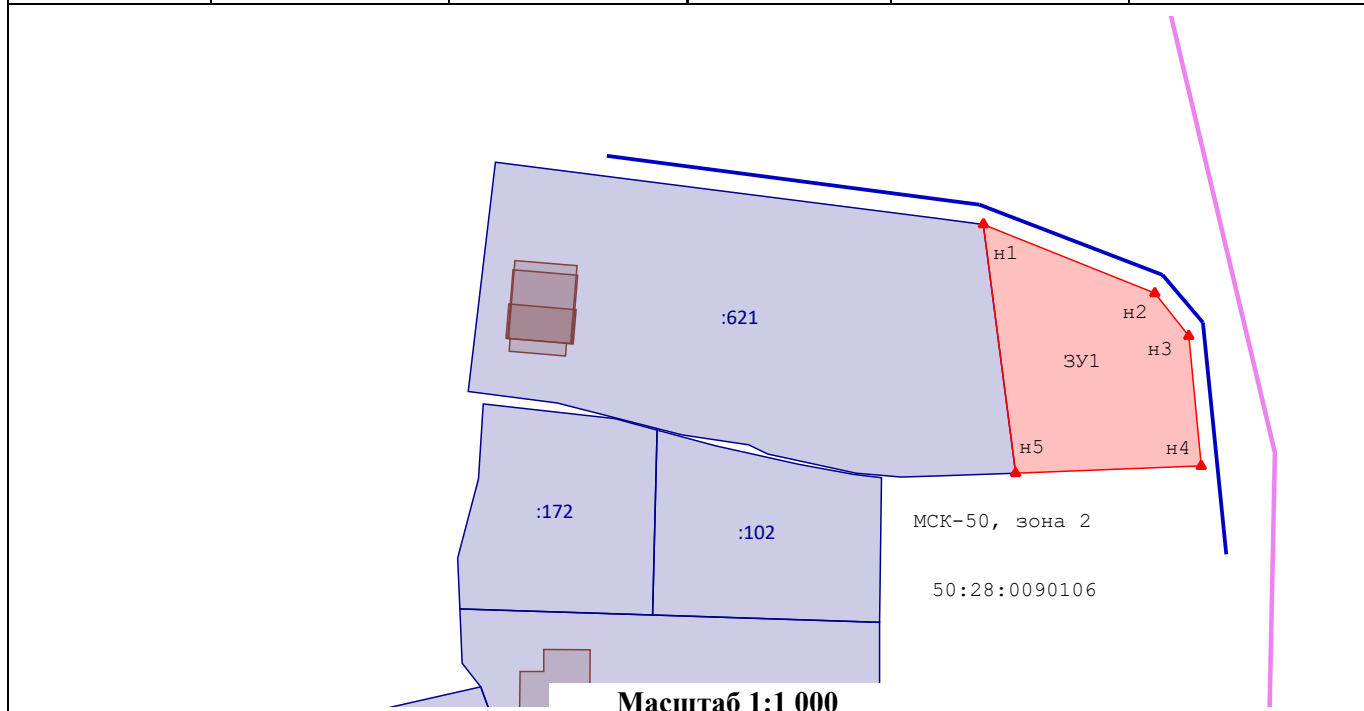 н1
н2
:621
н3
ЗУ1
н5
н4
:172
МСК-50, зона 2
:102
50:28:0090106
Масштаб 1:1 000